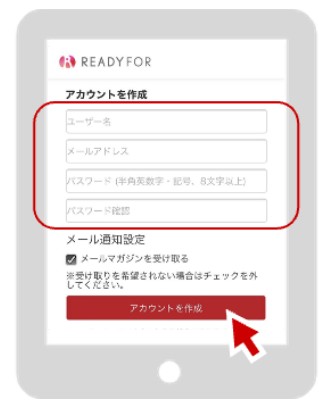 READYFOR
アカウントを作成
ユーザー名
メールアドレス
パスワード (半角英数字・記号、8文字以上)
パスワード確認
メール通知設定
メールマガジンを受け取る
※受け取りを希望されない場合はチェックを外
してください。
アカウントを作成